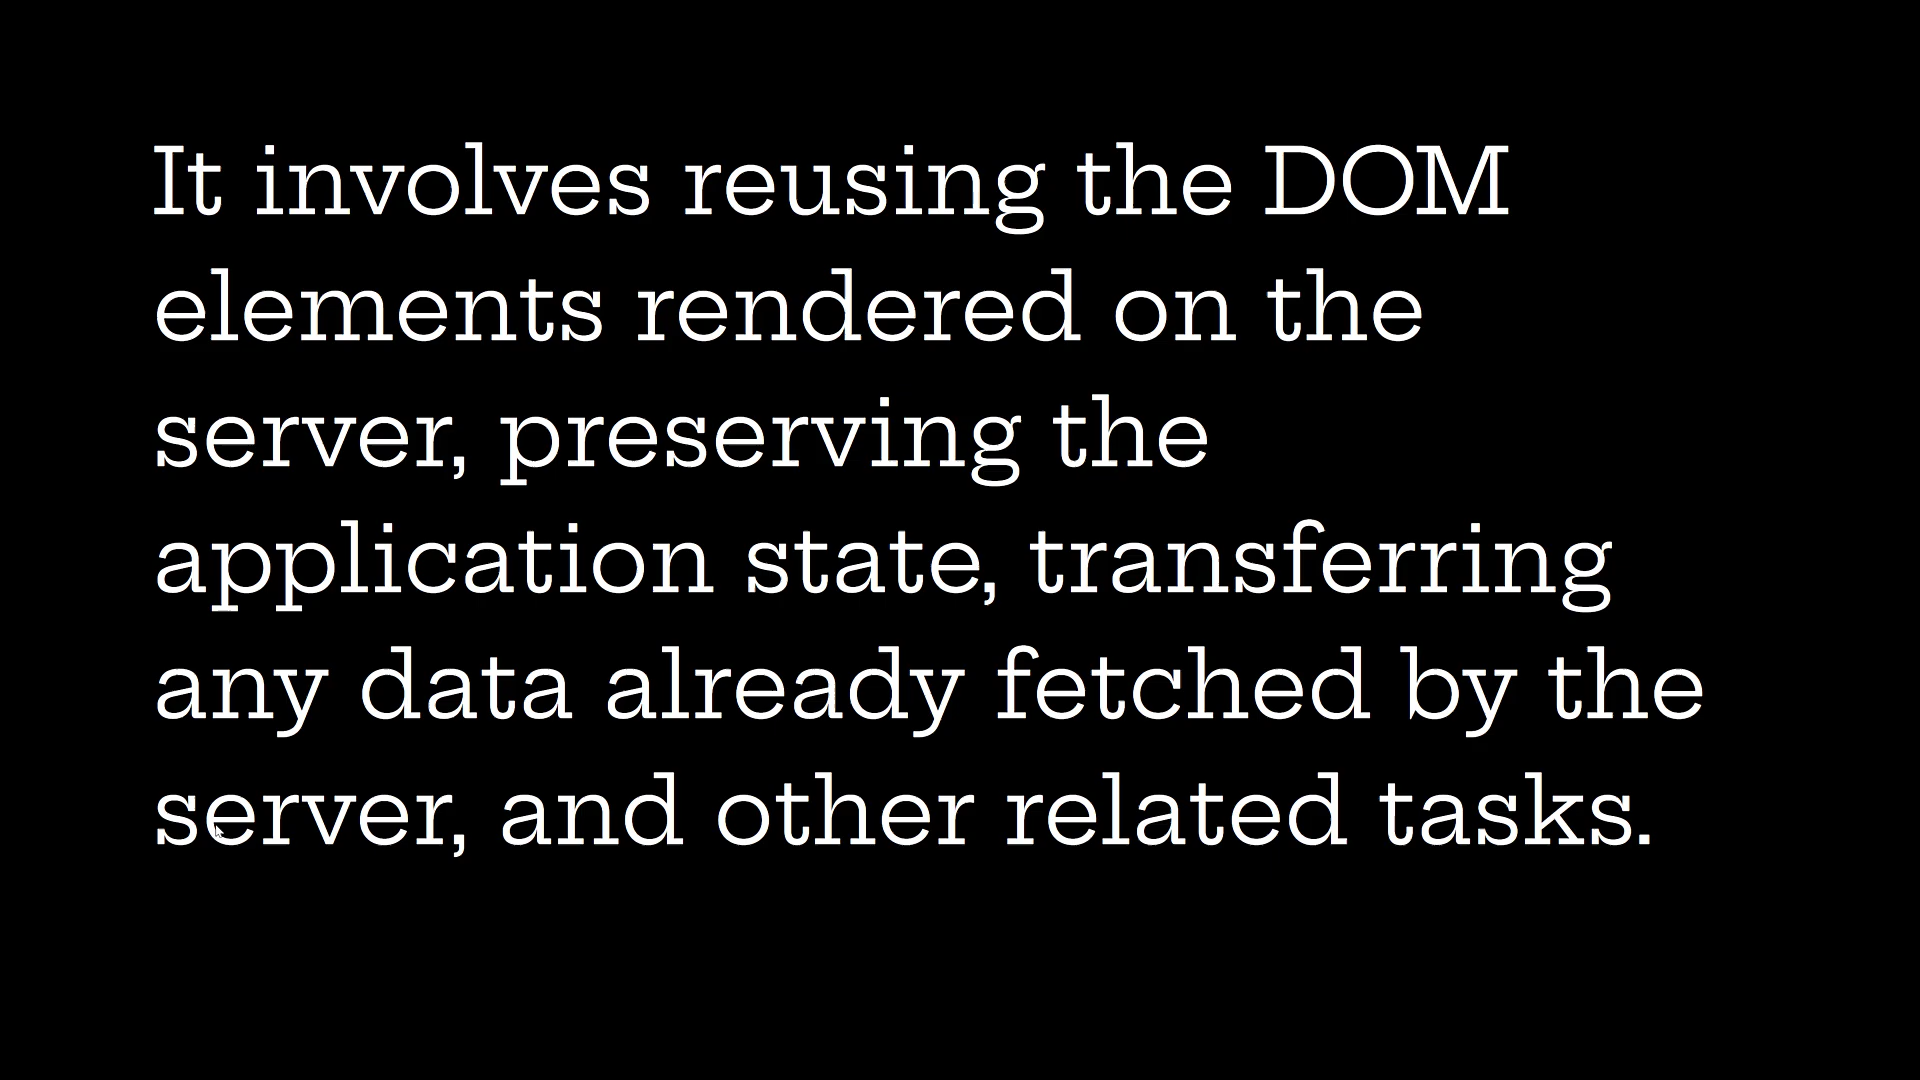 It involves reusing the DOM
elements rendered on the
server, preserving the
application state, transferring
any data already fetched by the
server, and other related tasks.